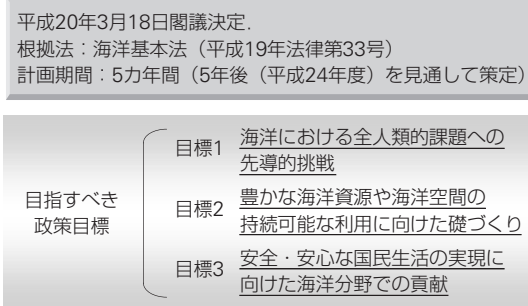 平成20年3月18日閣議決定.
根拠法：海洋基本法（平成19年法律第33号）
計画期間：5カ年間（5年後（平成24年度）を見通して策定）
目指すべき
政策目標
目標1 海洋における全人類的課題への
先導的挑戦
目標2 豊かな海洋資源や海洋空間の
持続可能な利用に向けた礎づくり
目標3 安全・安心な国民生活の実現に
向けた海洋分野での貢献